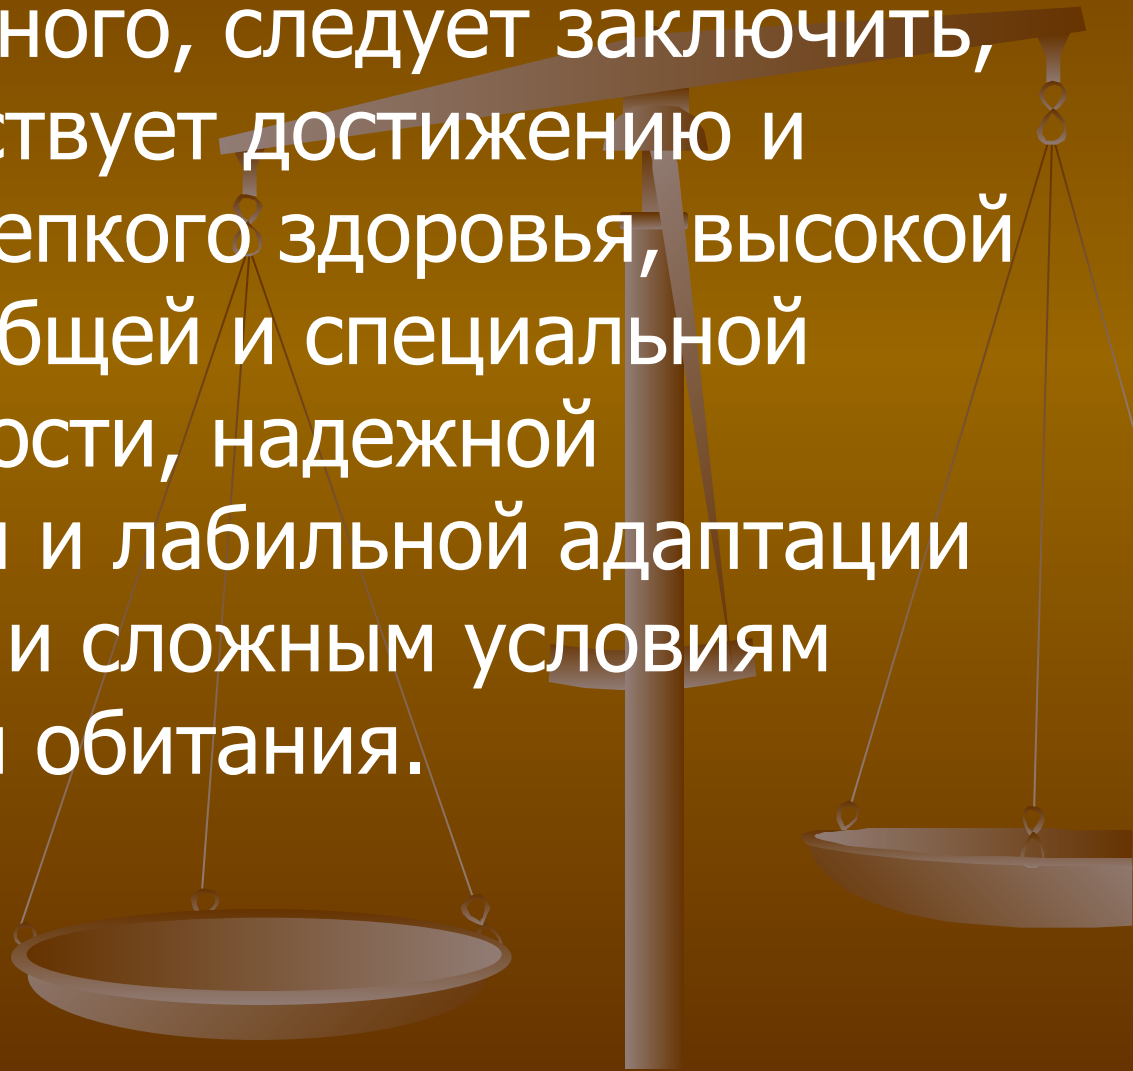 ного, следует заключить,
ствует достижению и
епкого здоровья, высокой
бщей и специальной
ости, надежной
и лабильной адаптации
и сложным условиям
обитания.